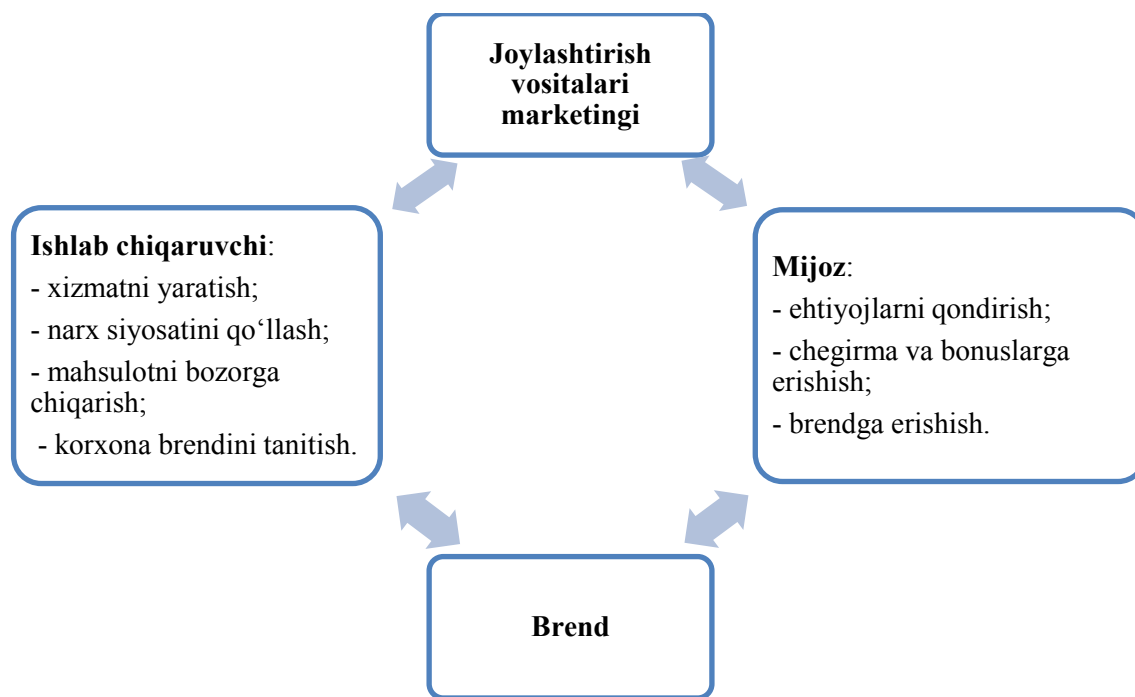 Joylashtirish
vositalari
marketingi
Ishlab chiqaruvchi:
- xizmatni yaratish;
- narx siyosatini qo‘llash;
- mahsulotni bozorga
chiqarish;
- korxona brendini tanitish.
Mijoz:
- ehtiyojlarni qondirish;
- chegirma va bonuslarga
erishish;
- brendga erishish.
Brend